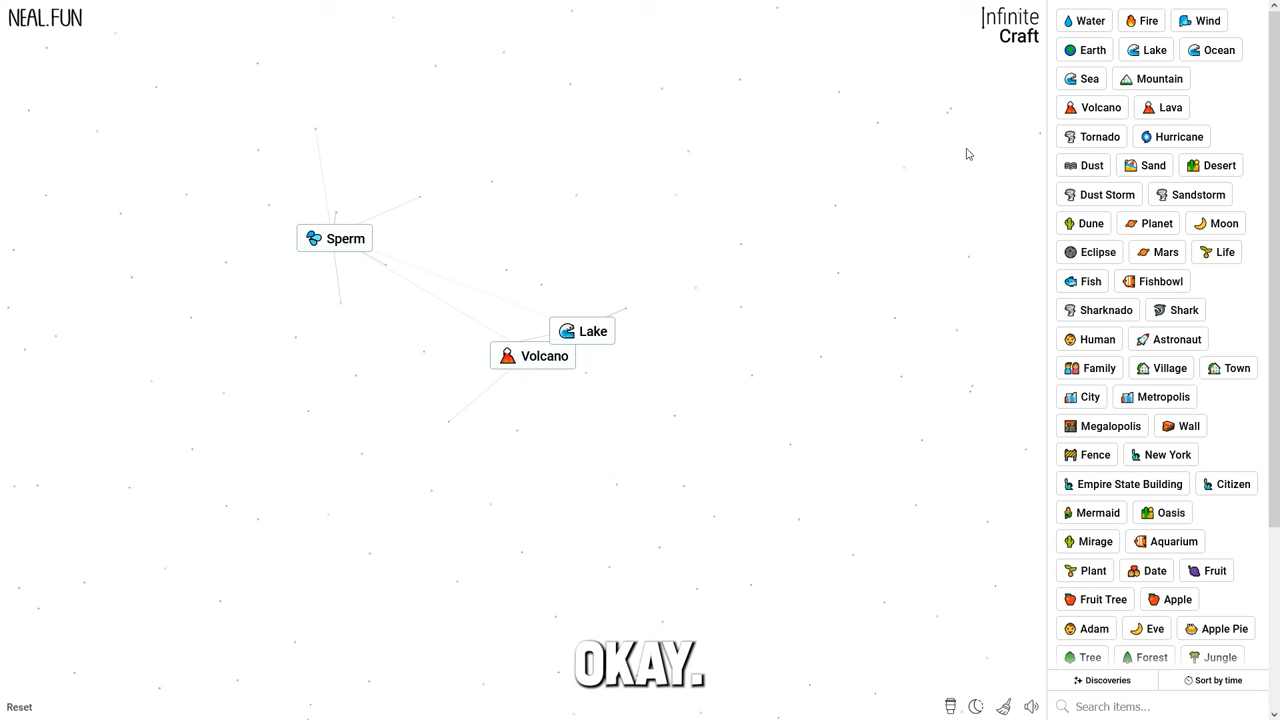 NEAL.FUN
Infinite
Craft
Sperm
Lake
Volcano
OKAY.
Reset
Water Fire Wind
Earth Lake Ocean
Sea Mountain
Volcano Lava
Tornado Hurricane
Dust Sand Desert
Dust Storm Sandstorm
Dune Planet Moon
Eclipse Mars Life
Fish Fishbowl
Sharknado Shark
Human Astronaut
Family Village Town
City Metropolis
Megalopolis Wall
Fence New York
Empire State Building Citizen
Mermaid Oasis
Mirage Aquarium
Plant Date Fruit
Fruit Tree Apple
Adam Eve Apple Pie
Tree Forest Jungle
Discoveries Sort by time
Search items...